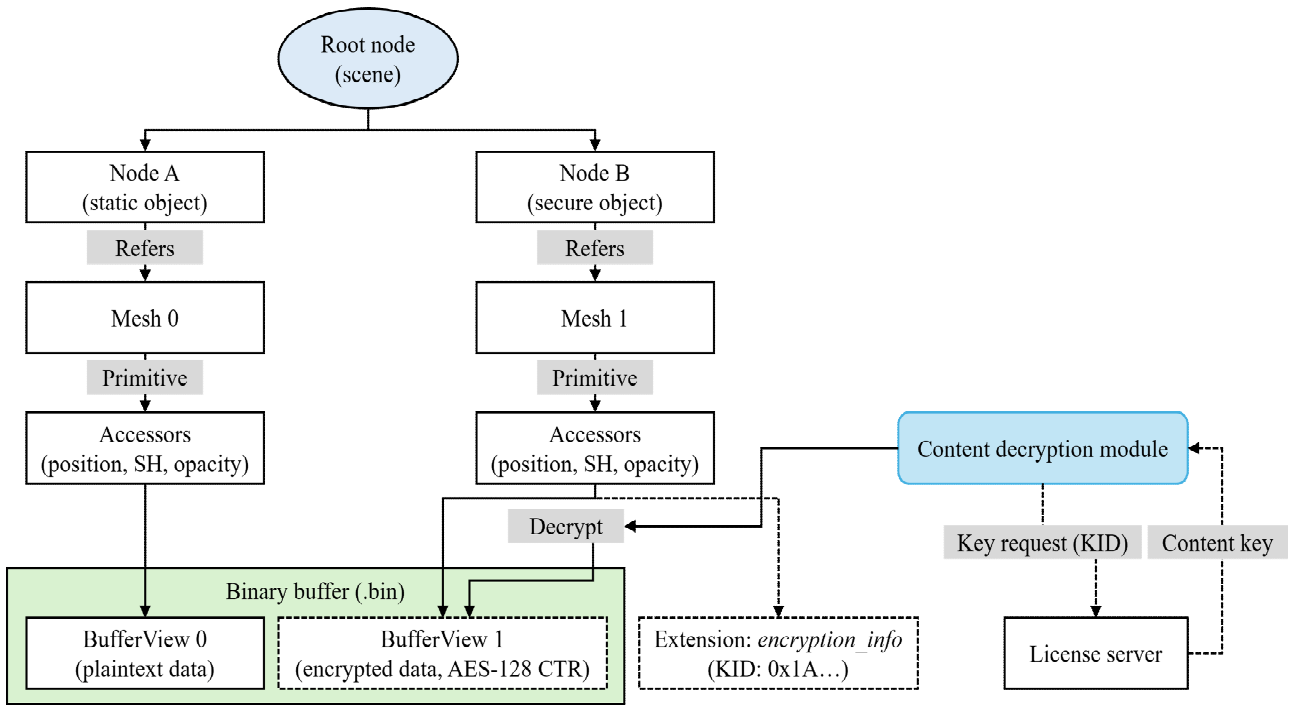 Root node
(scene)
Node A
(static object)
Node B
(secure object)
Refers
Refers
Mesh 0
Mesh 1
Primitive
Primitive
Accessors
(position, SH, opacity)
Accessors
(position, SH, opacity)
Content decryption module
Decrypt
Key request (KID)
Content key
Binary buffer (.bin)
BufferView 0
(plaintext data)
BufferView 1
(encrypted data, AES-128 CTR)
Extension: encryption_info
(KID: 0x1A…)
License server